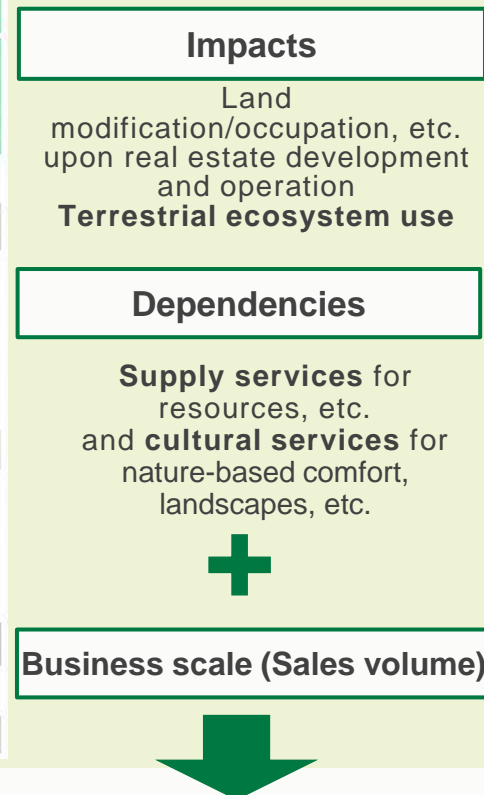 Impacts
Land
modification/occupation, etc.
upon real estate development
and operation
Terrestrial ecosystem use
Dependencies
Supply services for
resources, etc.
and cultural services for
nature-based comfort,
landscapes, etc.
Business scale (Sales volume)